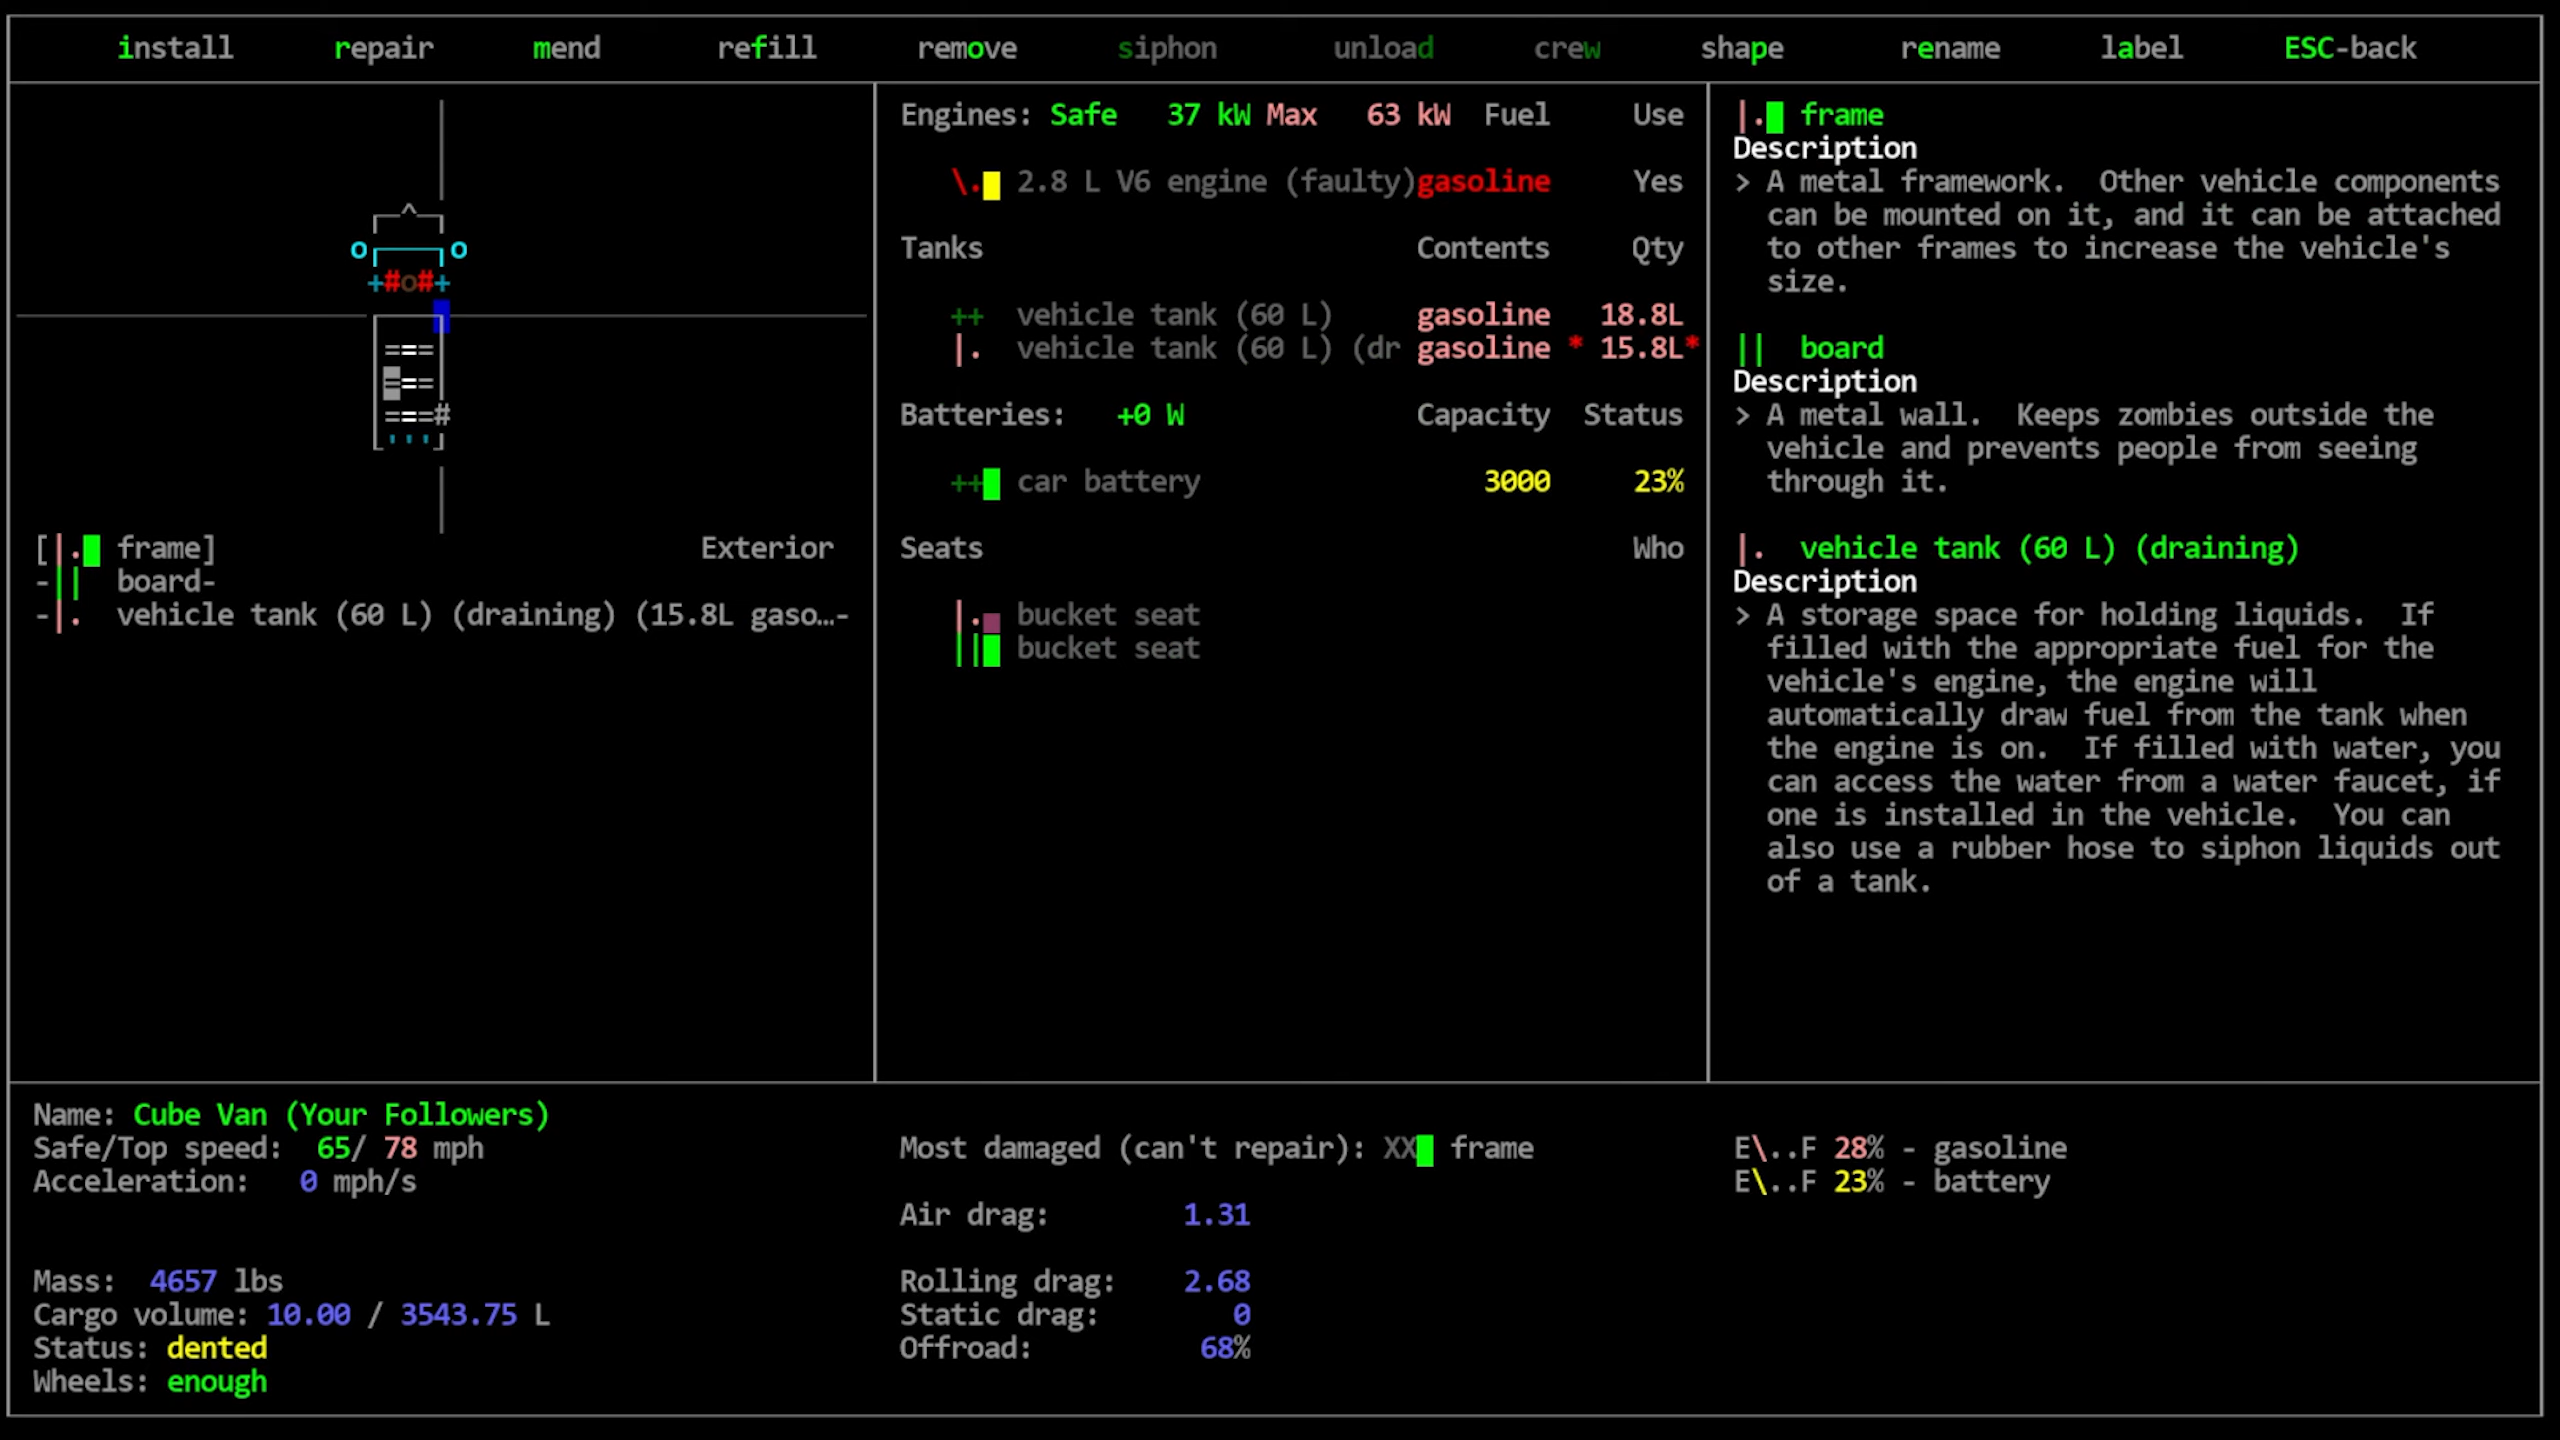 install repair mend refill remove siphon unload crew shape rename label ESC-back
[|. frame] Exterior
-|| board-
-|. vehicle tank (60 L) (draining) (15.8L gaso…-
Engines: Safe 37 kW Max 63 kW Fuel Use
\. 2.8 L V6 engine (faulty)gasoline Yes
Tanks Contents Qty
++ vehicle tank (60 L) gasoline 18.8L
|. vehicle tank (60 L) (dr gasoline * 15.8L*
Batteries: +0 W Capacity Status
++ car battery 3000 23%
Seats Who
|. bucket seat
|| bucket seat
|. frame
Description
> A metal framework. Other vehicle components
can be mounted on it, and it can be attached
to other frames to increase the vehicle's
size.
|| board
Description
> A metal wall. Keeps zombies outside the
vehicle and prevents people from seeing
through it.
|. vehicle tank (60 L) (draining)
Description
> A storage space for holding liquids. If
filled with the appropriate fuel for the
vehicle's engine, the engine will
automatically draw fuel from the tank when
the engine is on. If filled with water, you
can access the water from a water faucet, if
one is installed in the vehicle. You can
also use a rubber hose to siphon liquids out
of a tank.
Name: Cube Van (Your Followers)
Safe/Top speed: 65/ 78 mph
Acceleration: 0 mph/s
Mass: 4657 lbs
Cargo volume: 10.00 / 3543.75 L
Status: dented
Wheels: enough
Most damaged (can't repair): XX frame
Air drag: 1.31
Rolling drag: 2.68
Static drag: 0
Offroad: 68%
E\..F 28% - gasoline
E\..F 23% - battery